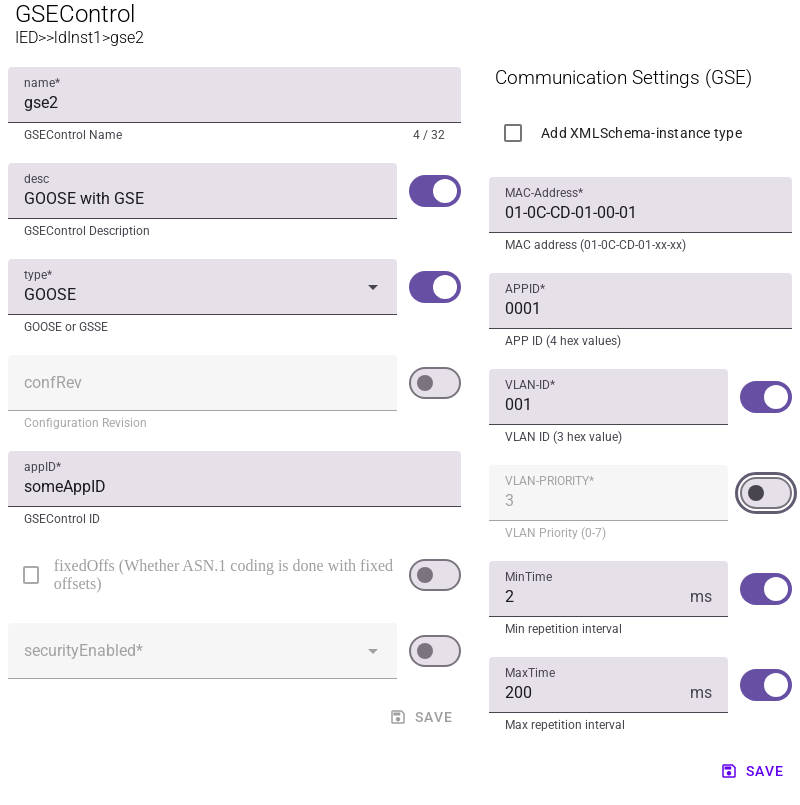 GSEControl
IED>>ldInst1>gse2
name*
gse2
GSEControl Name
4 / 32
desc
GOOSE with GSE
GSEControl Description
type*
GOOSE
GOOSE or GSSE
confRev
Configuration Revision
appID*
someAppID
GSEControl ID
fixedOffs (Whether ASN.1 coding is done with fixed
offsets)
securityEnabled*
SAVE
Communication Settings (GSE)
Add XMLSchema-instance type
MAC-Address*
01-0C-CD-01-00-01
MAC address (01-0C-CD-01-xx-xx)
APPID*
0001
APP ID (4 hex values)
VLAN-ID*
001
VLAN ID (3 hex value)
VLAN-PRIORITY*
3
VLAN Priority (0-7)
MinTime
2 ms
Min repetition interval
MaxTime
200 ms
Max repetition interval
SAVE